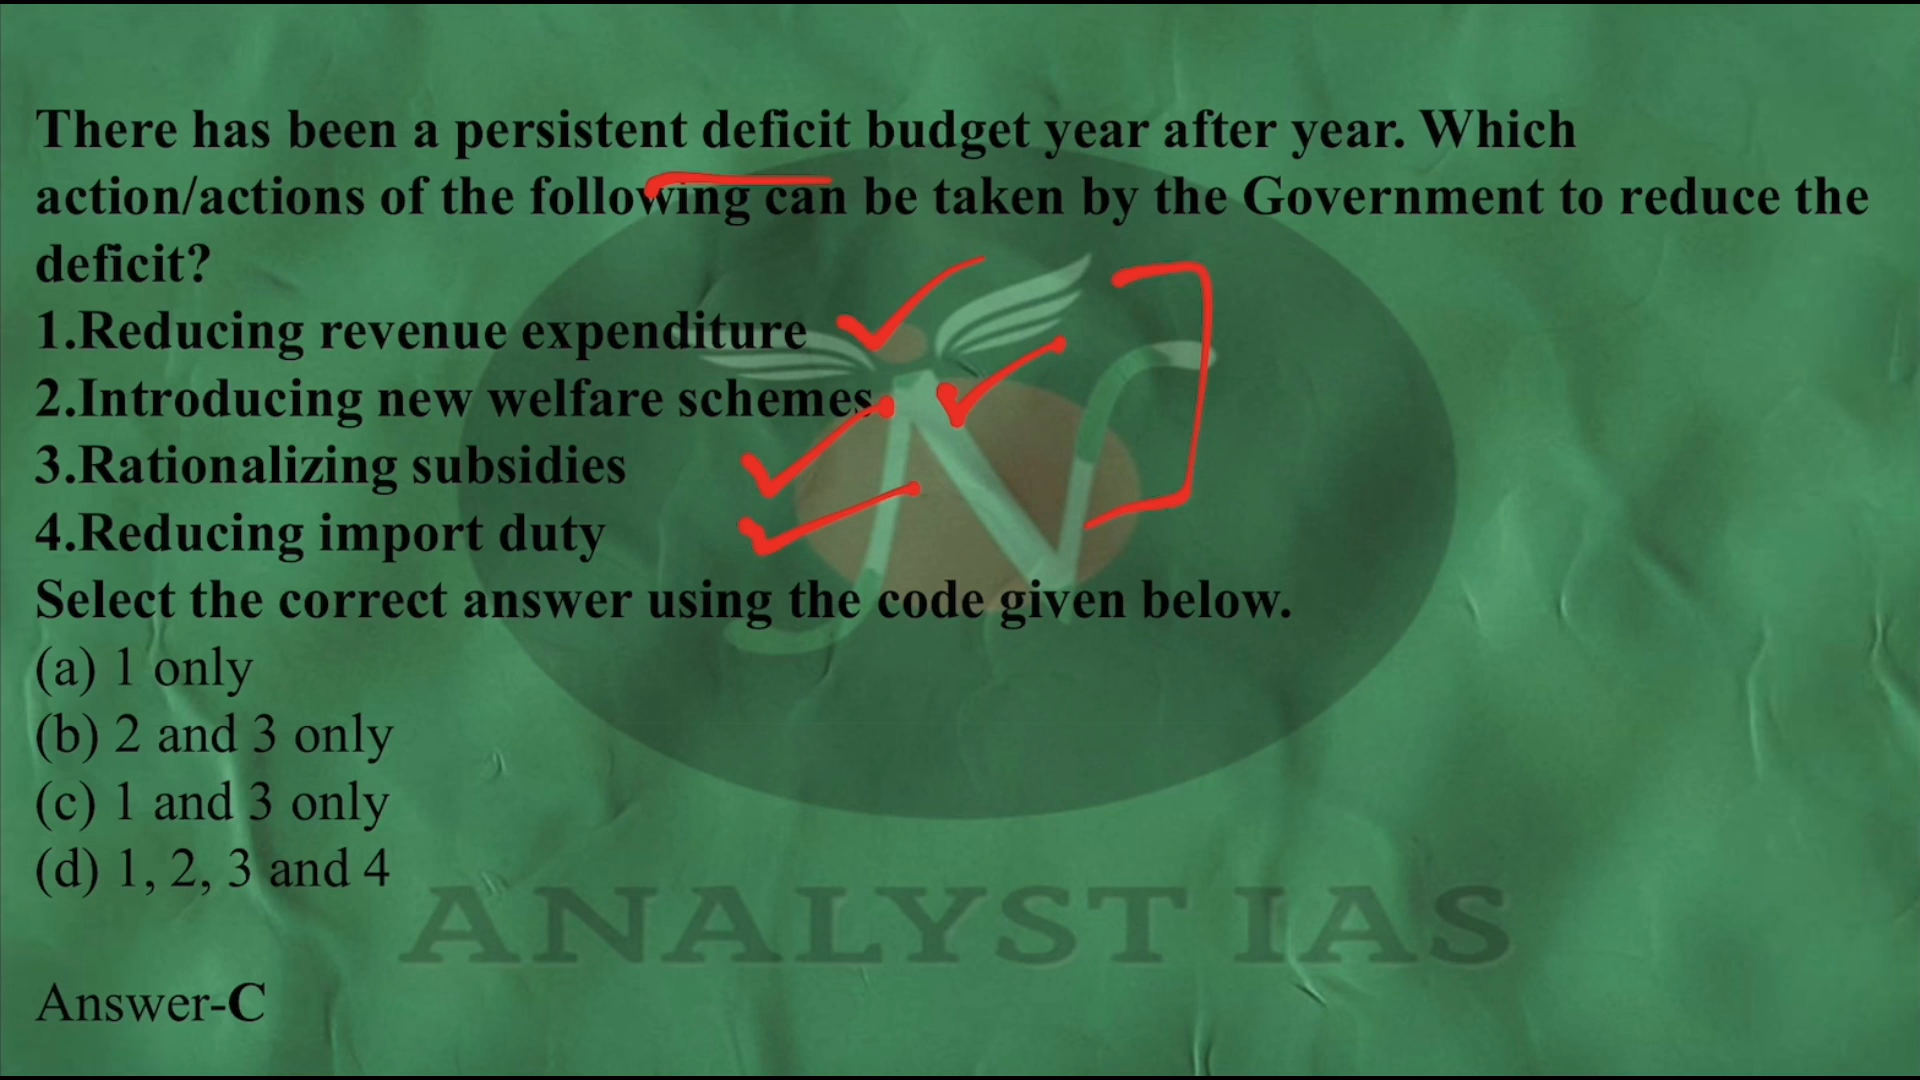 There has been a persistent deficit budget year after year. Which
action/actions of the following can be taken by the Government to reduce the
deficit?
1.Reducing revenue expenditure
2.Introducing new welfare schemes
3.Rationalizing subsidies
4.Reducing import duty
Select the correct answer using the code given below.
(a) 1 only
(b) 2 and 3 only
(c) 1 and 3 only
(d) 1, 2, 3 and 4
ANALYST IAS
Answer-C